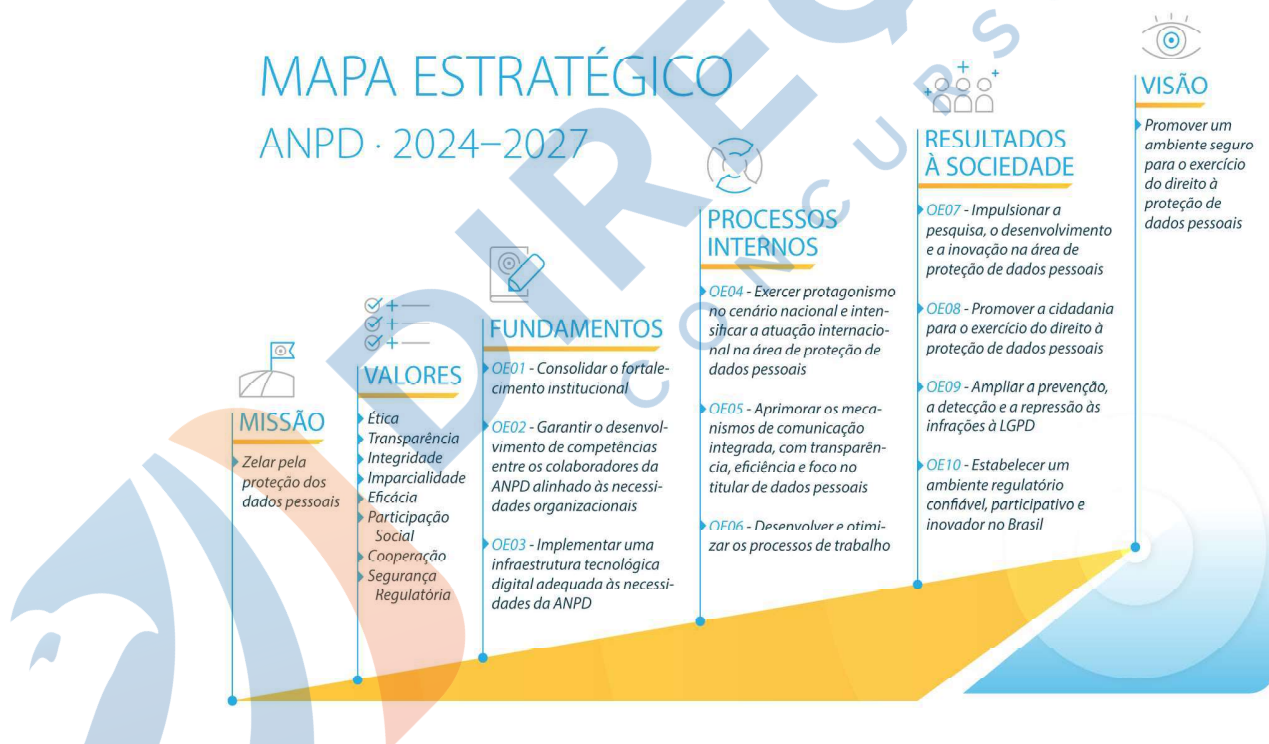 MAPA ESTRATÉGICO
ANPD · 2024–2027
MISSÃO
Zelar pela
proteção dos
dados pessoais
VALORES
Ética
Transparência
Integridade
Imparcialidade
Eficácia
Participação
Social
Cooperação
Segurança
Regulatória
FUNDAMENTOS
OE01 - Consolidar o fortale-
cimento institucional
OE02 - Garantir o desenvol-
vimento de competências
entre os colaboradores da
ANPD alinhado às necessi-
dades organizacionais
OE03 - Implementar uma
infraestrutura tecnológica
digital adequada às necessi-
dades da ANPD
PROCESSOS
INTERNOS
OE04 - Exercer protagonismo
no cenário nacional e inten-
sificar a atuação internacio-
nal na área de proteção de
dados pessoais
OE05 - Aprimorar os meca-
nismos de comunicação
integrada, com transparên-
cia, eficiência e foco no
titular de dados pessoais
OE06 - Desenvolver e otimi-
zar os processos de trabalho
RESULTADOS
À SOCIEDADE
OE07 - Impulsionar a
pesquisa, o desenvolvimento
e a inovação na área de
proteção de dados pessoais
OE08 - Promover a cidadania
para o exercício do direito à
proteção de dados pessoais
OE09 - Ampliar a prevenção,
a detecção e a repressão às
infrações à LGPD
OE10 - Estabelecer um
ambiente regulatório
confiável, participativo e
inovador no Brasil
VISÃO
Promover um
ambiente seguro
para o exercício
do direito à
proteção de
dados pessoais